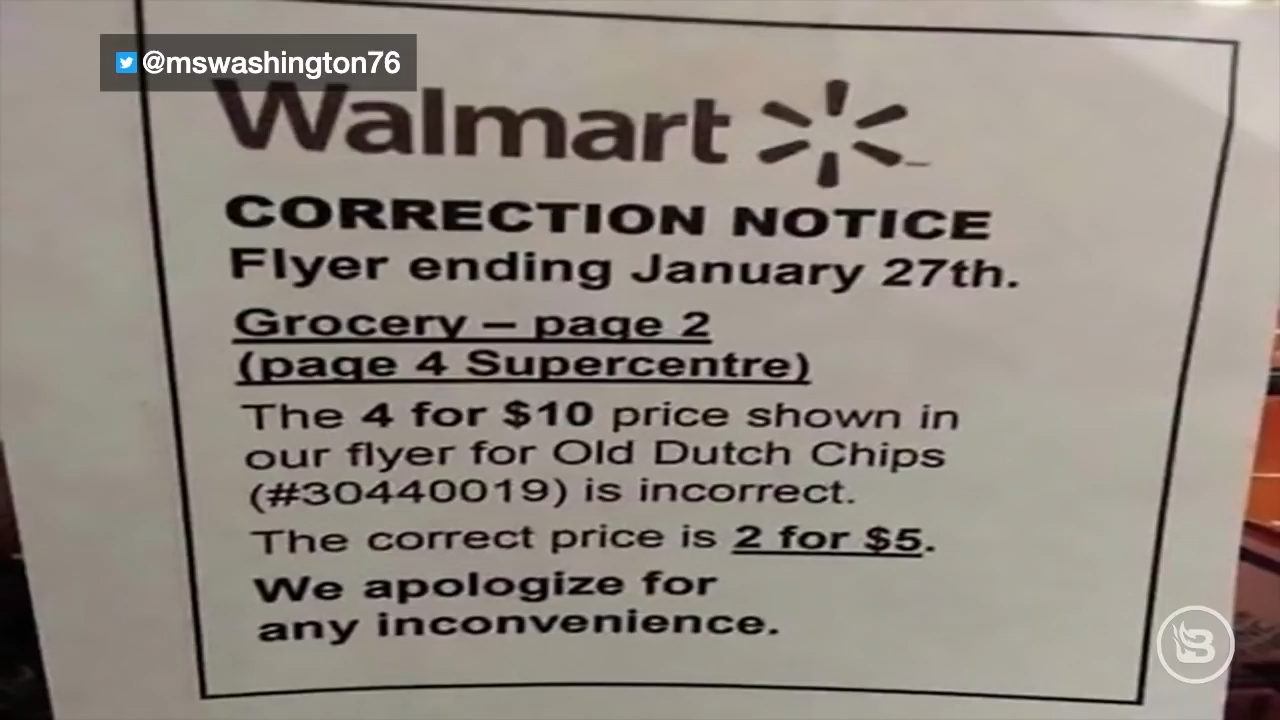 @mswashington76
Walmart
CORRECTION NOTICE
Flyer ending January 27th.
Grocery – page 2
(page 4 Supercentre)
The 4 for $10 price shown in
our flyer for Old Dutch Chips
(#30440019) is incorrect.
The correct price is 2 for $5.
We apologize for
any inconvenience.
B